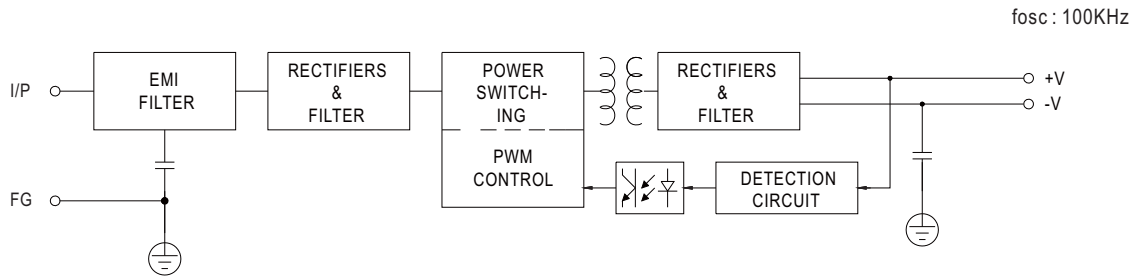 fosc : 100KHz
I/P
EMI
FILTER
RECTIFIERS
&
FILTER
POWER
SWITCH-
ING
RECTIFIERS
&
FILTER
+V
-V
PWM
CONTROL
DETECTION
CIRCUIT
FG